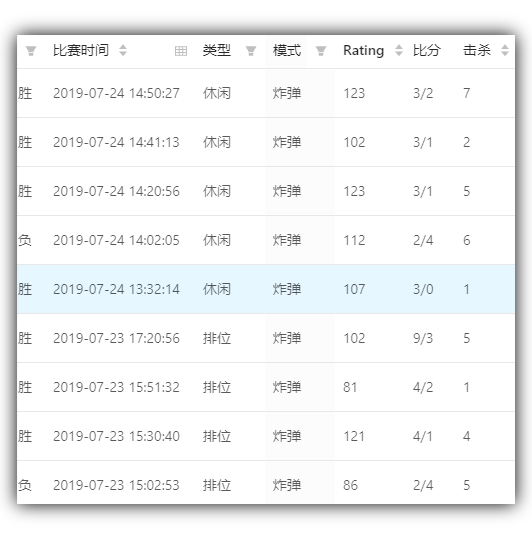 比赛时间 类型 模式 Rating 比分 击杀
胜 2019-07-24 14:50:27 休闲 炸弹 123 3/2 7
胜 2019-07-24 14:41:13 休闲 炸弹 102 3/1 2
胜 2019-07-24 14:20:56 休闲 炸弹 123 3/1 5
负 2019-07-24 14:02:05 休闲 炸弹 112 2/4 6
胜 2019-07-24 13:32:14 休闲 炸弹 107 3/0 1
胜 2019-07-23 17:20:56 排位 炸弹 102 9/3 5
胜 2019-07-23 15:51:32 排位 炸弹 81 4/2 1
胜 2019-07-23 15:30:40 排位 炸弹 121 4/1 4
负 2019-07-23 15:02:53 排位 炸弹 86 2/4 5